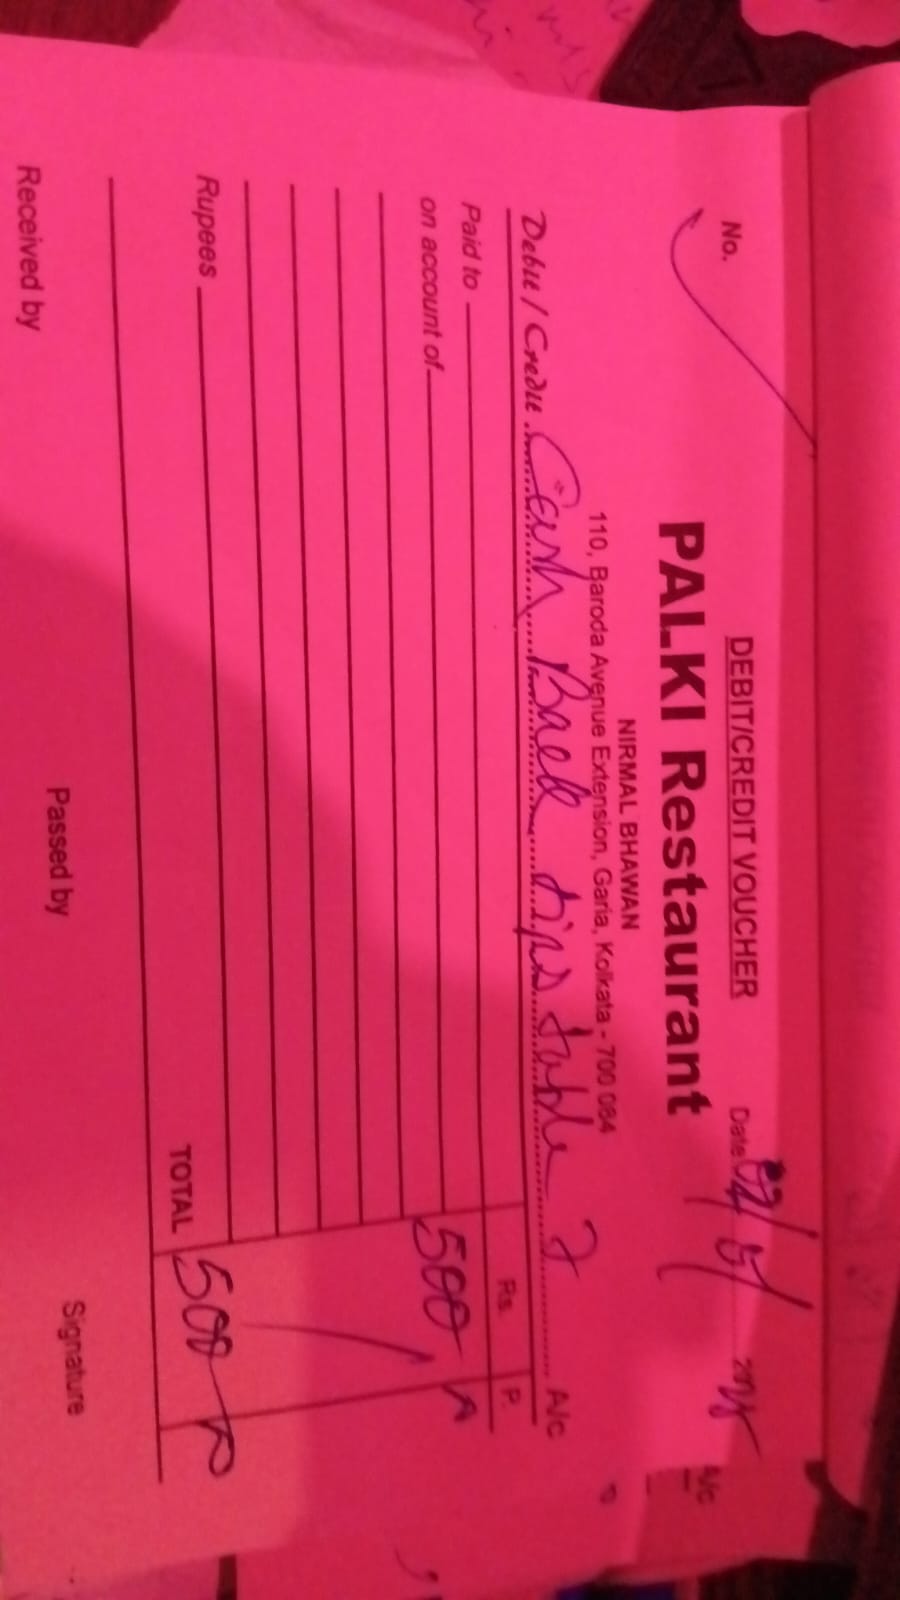 DEBIT/CREDIT VOUCHER
No.
Date 02/5/ 2025
PALKI Restaurant
NIRMAL BHAWAN
110, Baroda Avenue Extension, Garia, Kolkata - 700 084
Debit / Credit Cash Back tips table 7 A/c
Paid to
Rs. P.
on account of
500
Rupees
TOTAL 500
Received by Passed by Signature
A/c